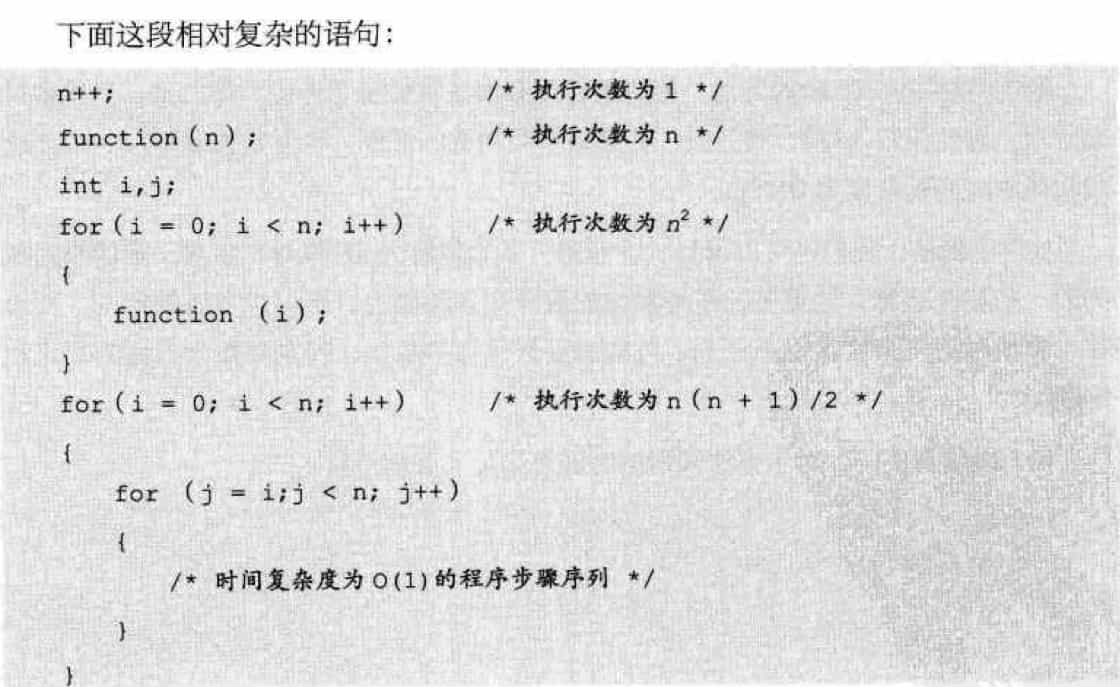 下面这段相对复杂的语句：
n++; /* 执行次数为 1 */
function(n); /* 执行次数为 n */
int i,j;
for(i = 0; i < n; i++) /* 执行次数为 n² */
{
function (i);
}
for(i = 0; i < n; i++) /* 执行次数为 n(n + 1)/2 */
{
for (j = i;j < n; j++)
{
/* 时间复杂度为 O(1)的程序步骤序列 */
}
}